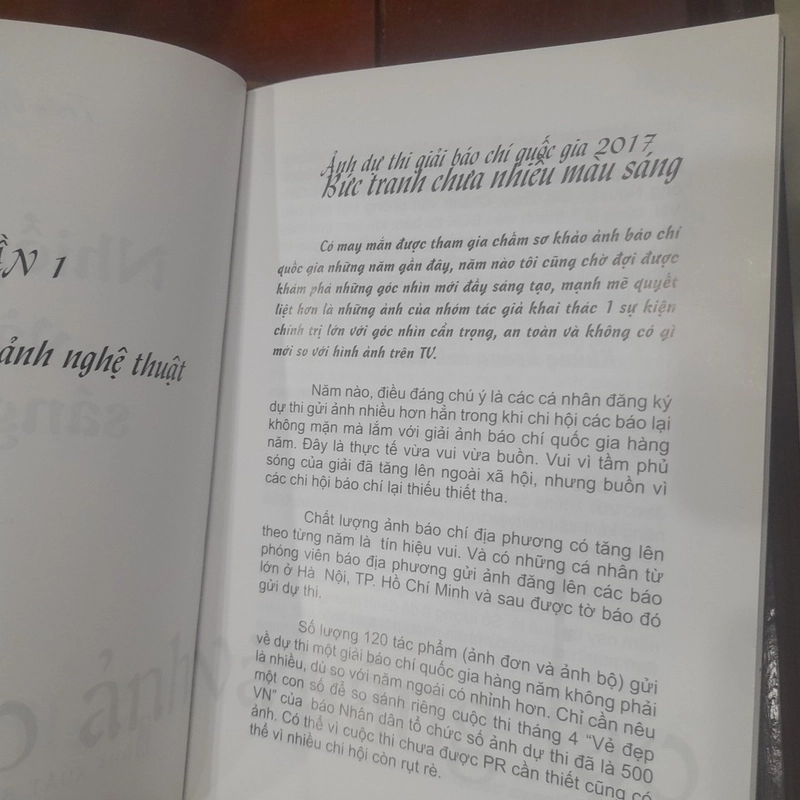 ẦN 1
ảnh nghệ thuật
Ảnh dự thi giải báo chí quốc gia 2017
Bức tranh chưa nhiều màu sáng
Có may mắn được tham gia chấm sơ khảo ảnh báo chí
quốc gia những năm gần đây, năm nào tôi cũng chờ đợi được
khám phá những góc nhìn mới đầy sáng tạo, mạnh mẽ quyết
liệt hơn là những ảnh của nhóm tác giả khai thác 1 sự kiện
chính trị lớn với góc nhìn cẩn trọng, an toàn và không có gì
mới so với hình ảnh trên TV.
Năm nào, điều đáng chú ý là các cá nhân đăng ký
dự thi gửi ảnh nhiều hơn hẳn trong khi chi hội các báo lại
không mặn mà lắm với giải ảnh báo chí quốc gia hàng
năm. Đây là thực tế vừa vui vừa buồn. Vui vì tầm phủ
sóng của giải đã tăng lên ngoài xã hội, nhưng buồn vì
các chi hội báo chí lại thiếu thiết tha.
Chất lượng ảnh báo chí địa phương có tăng lên
theo từng năm là tín hiệu vui. Và có những cá nhân từ
phóng viên báo địa phương gửi ảnh đăng lên các báo
lớn ở Hà Nội, TP. Hồ Chí Minh và sau được tờ báo đó
gửi dự thi.
Số lượng 120 tác phẩm (ảnh đơn và ảnh bộ) gửi
về dự thi một giải báo chí quốc gia hàng năm không phải
là nhiều, dù so với năm ngoái có nhỉnh hơn. Chỉ cần nêu
một con số để so sánh riêng cuộc thi tháng 4 “Vẻ đẹp
VN” của báo Nhân dân tổ chức số ảnh dự thi đã là 500
ảnh. Có thể vì cuộc thi chưa được PR cần thiết cũng có
thể vì nhiều chi hội còn rụt rè.